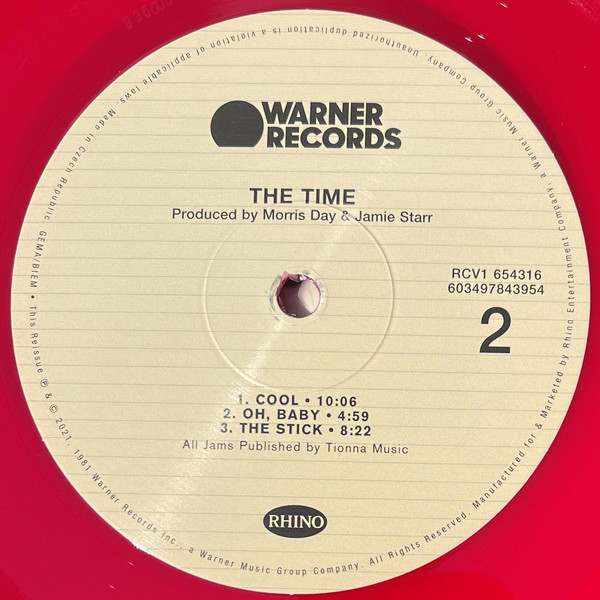 WARNER
RECORDS
THE TIME
Produced by Morris Day & Jamie Starr
RCV1 654316
603497843954
2
1. COOL • 10:06
2. OH, BABY • 4:59
3. THE STICK • 8:22
All Jams Published by Tionna Music
RHINO
• This Reissue ℗ & © 2021, 1981 Warner Records Inc., a Warner Music Group Company. All Rights Reserved. Manufactured for & Marketed by Rhino Entertainment Company, a Warner Music Group Company. Unauthorized duplication is a violation of applicable laws. Made in Czech Republic GEMA/BIEM